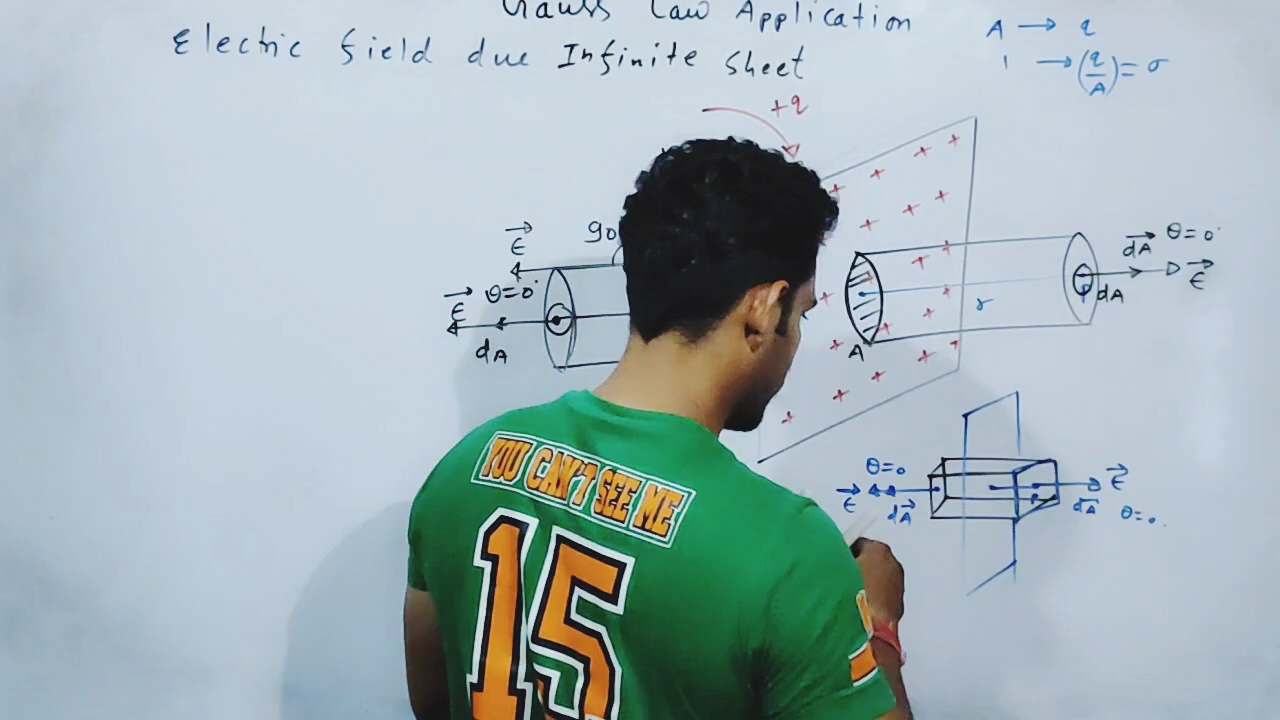 Gauss Law Application
Electric field due Infinite sheet
A → q
1 → (q/A) = σ
+q
E
90
E
θ=0°
dA
A
r
dA θ=0°
E
dA
θ=0
E
dA
E
dA
θ=0
YOU CAN'T SEE ME
15